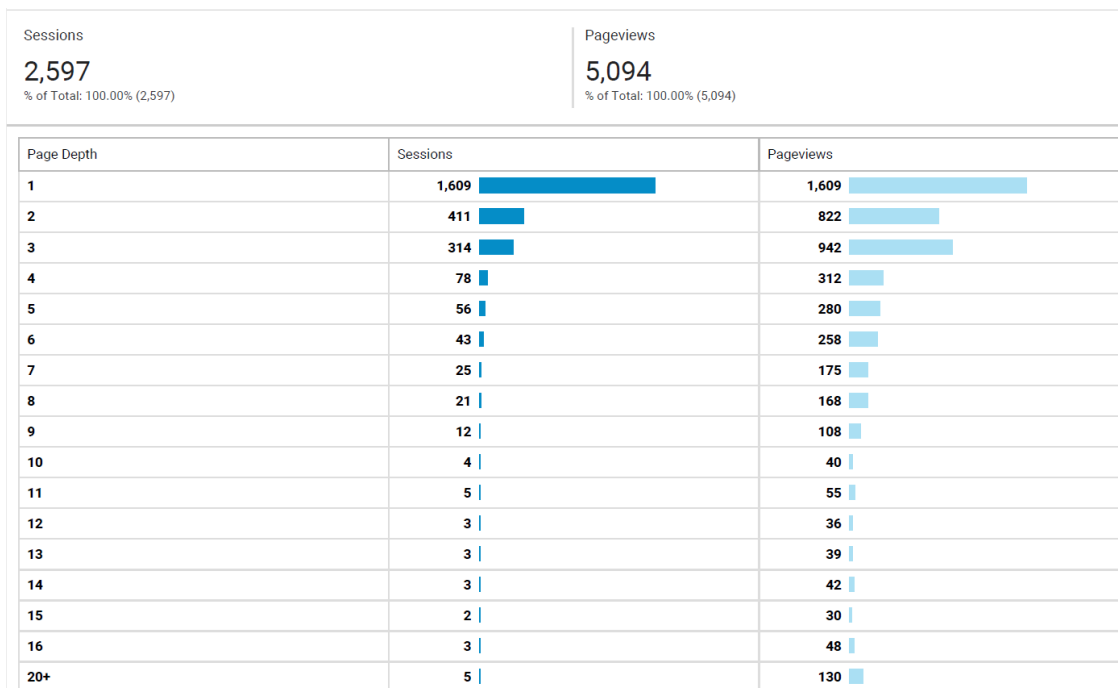 Sessions Pageviews
2,597 5,094
% of Total: 100.00% (2,597) % of Total: 100.00% (5,094)
Page Depth Sessions Pageviews
1 1,609 1,609
2 411 822
3 314 942
4 78 312
5 56 280
6 43 258
7 25 175
8 21 168
9 12 108
10 4 40
11 5 55
12 3 36
13 3 39
14 3 42
15 2 30
16 3 48
20+ 5 130